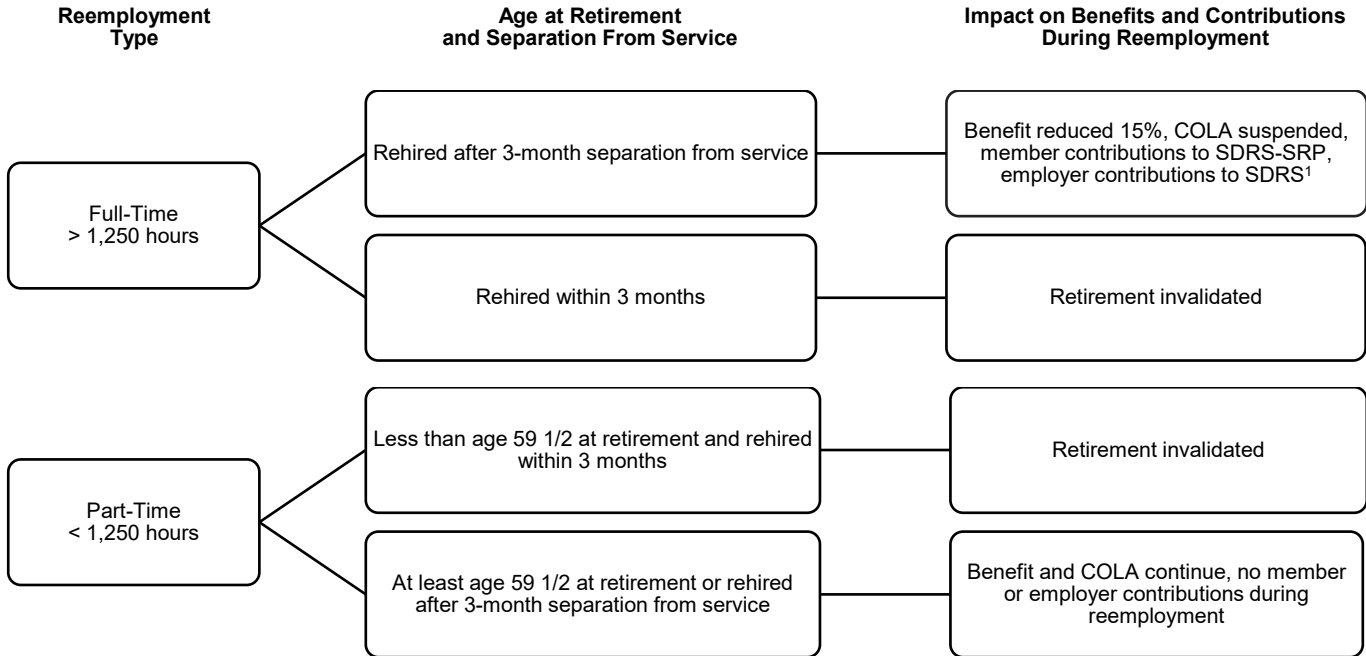 Reemployment
Type
Age at Retirement
and Separation From Service
Impact on Benefits and Contributions
During Reemployment
Full-Time
> 1,250 hours
Rehired after 3-month separation from service
Benefit reduced 15%, COLA suspended,
member contributions to SDRS-SRP,
employer contributions to SDRS¹
Rehired within 3 months
Retirement invalidated
Part-Time
< 1,250 hours
Less than age 59 1/2 at retirement and rehired
within 3 months
Retirement invalidated
At least age 59 1/2 at retirement or rehired
after 3-month separation from service
Benefit and COLA continue, no member
or employer contributions during
reemployment